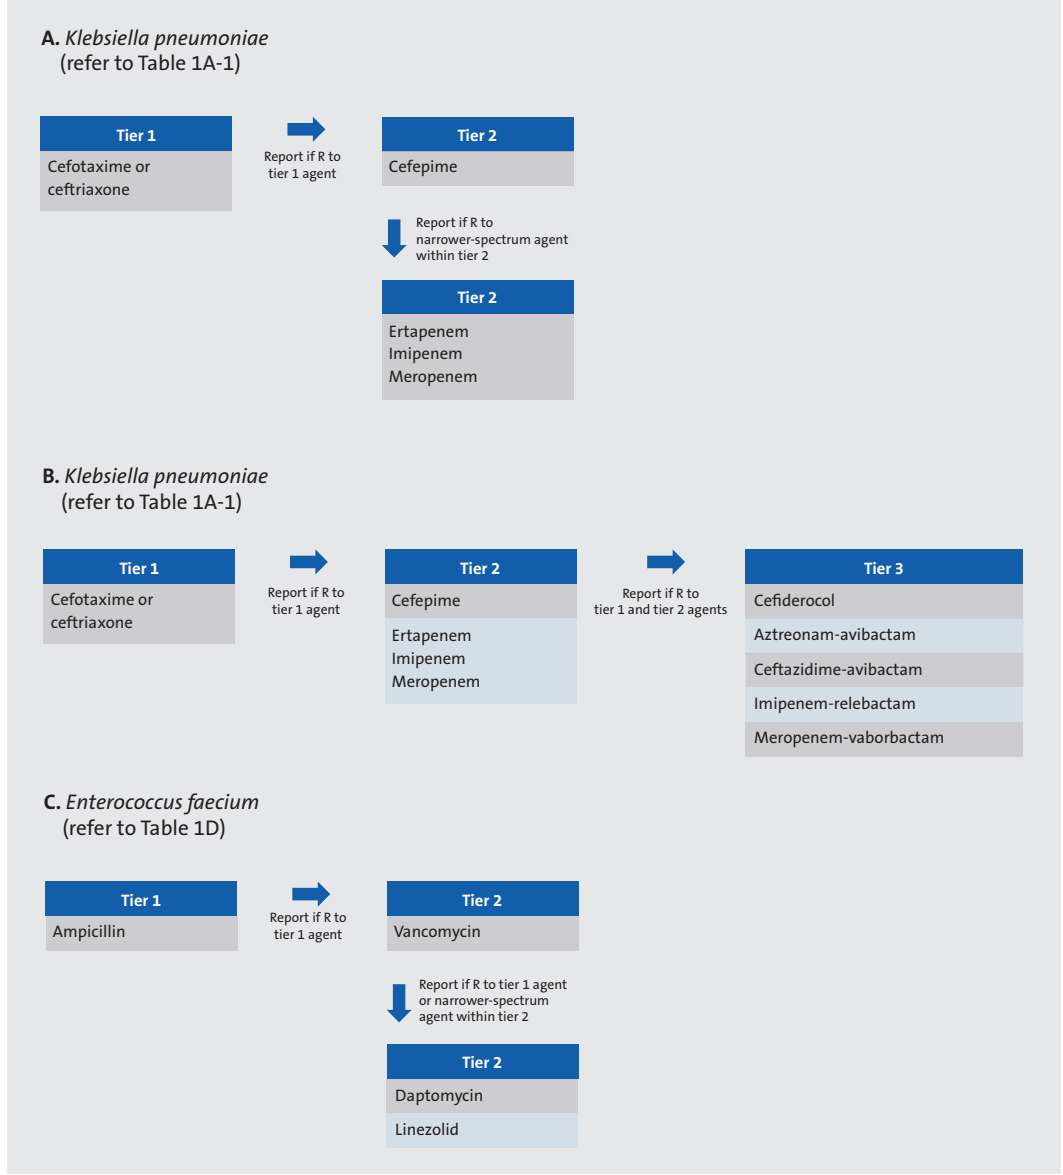 A. Klebsiella pneumoniae
(refer to Table 1A-1)
Tier 1
Cefotaxime or
ceftriaxone
Report if R to
tier 1 agent
Tier 2
Cefepime
Report if R to
narrower-spectrum agent
within tier 2
Tier 2
Ertapenem
Imipenem
Meropenem
B. Klebsiella pneumoniae
(refer to Table 1A-1)
Tier 1
Cefotaxime or
ceftriaxone
Report if R to
tier 1 agent
Tier 2
Cefepime
Ertapenem
Imipenem
Meropenem
Report if R to
tier 1 and tier 2 agents
Tier 3
Cefiderocol
Aztreonam-avibactam
Ceftazidime-avibactam
Imipenem-relebactam
Meropenem-vaborbactam
C. Enterococcus faecium
(refer to Table 1D)
Tier 1
Ampicillin
Report if R to
tier 1 agent
Tier 2
Vancomycin
Report if R to tier 1 agent
or narrower-spectrum
agent within tier 2
Tier 2
Daptomycin
Linezolid